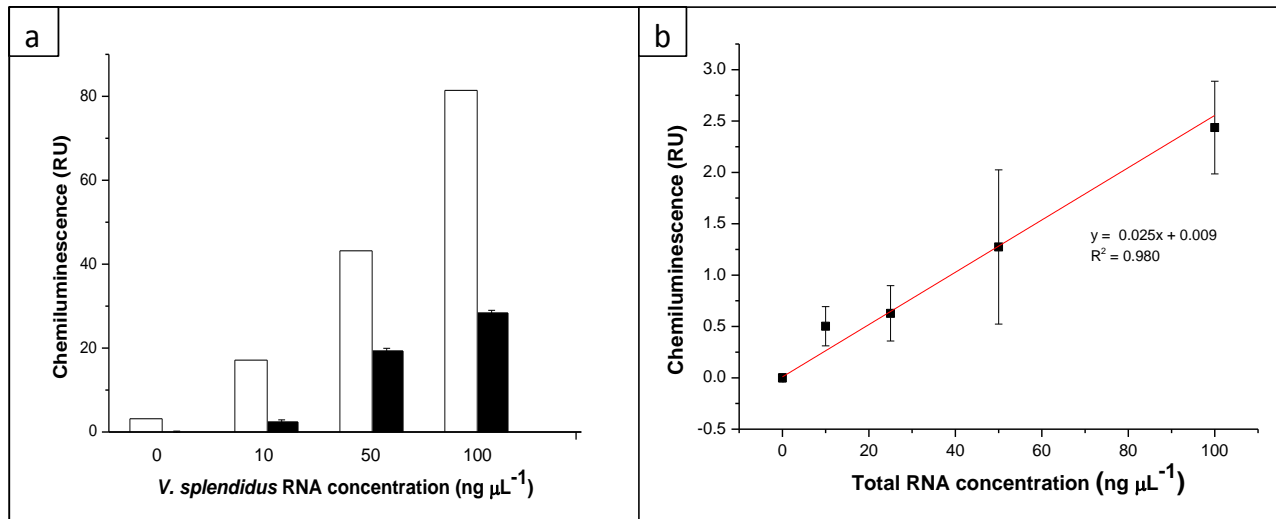 a
Chemiluminescence (RU)
80
60
40
20
0
0 10 50 100
V. splendidus RNA concentration (ng μL⁻¹)
b
Chemiluminescence (RU)
3.0
2.5
2.0
1.5
1.0
0.5
0.0
-0.5
y = 0.025x + 0.009
R² = 0.980
0 20 40 60 80 100
Total RNA concentration (ng μL⁻¹)